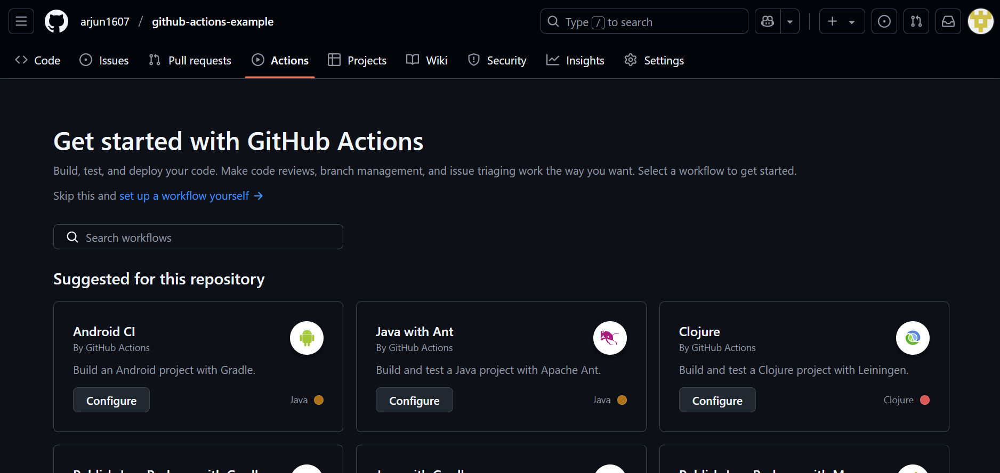 arjun1607 / github-actions-example
Type / to search
Code Issues Pull requests Actions Projects Wiki Security Insights Settings
Get started with GitHub Actions
Build, test, and deploy your code. Make code reviews, branch management, and issue triaging work the way you want. Select a workflow to get started.
Skip this and set up a workflow yourself →
Search workflows
Suggested for this repository
Android CI
By GitHub Actions
Build an Android project with Gradle.
Configure
Java
Java with Ant
By GitHub Actions
Build and test a Java project with Apache Ant.
Configure
Java
Clojure
By GitHub Actions
Build and test a Clojure project with Leiningen.
Configure
Clojure